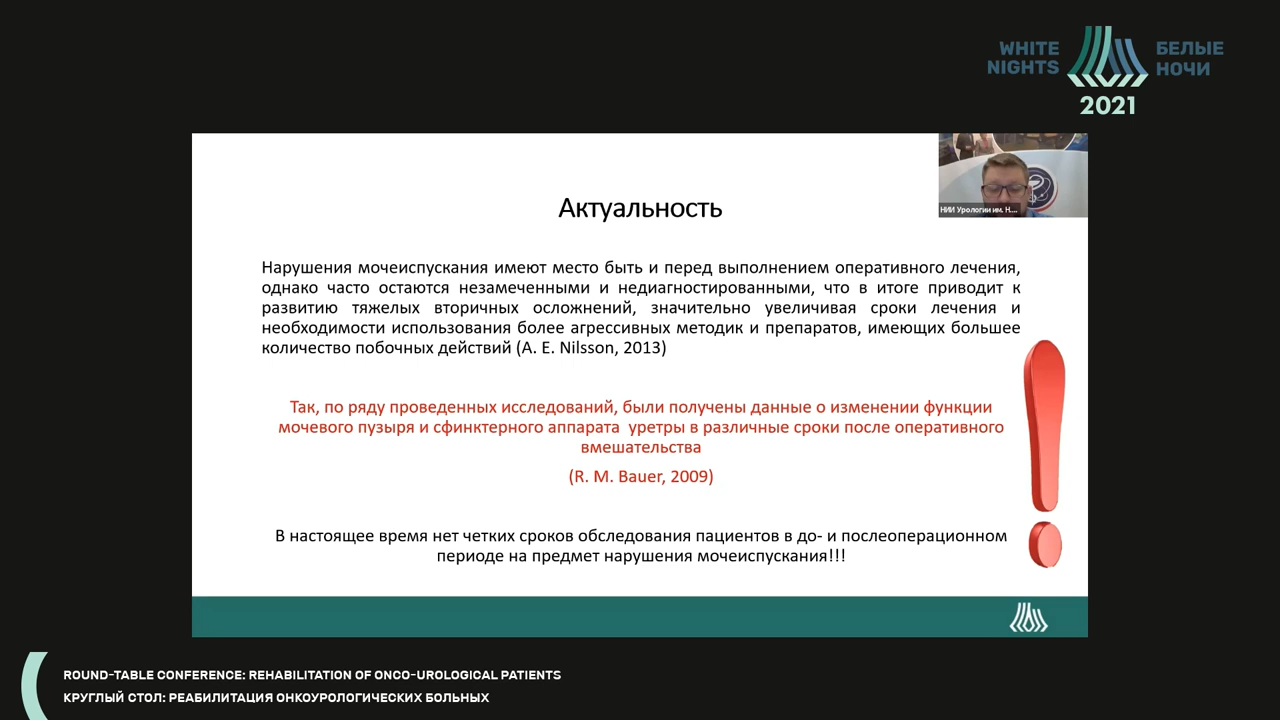 WHITE NIGHTS
БЕЛЫЕ НОЧИ
2021
НИИ Урологии им. Н....
Актуальность
Нарушения мочеиспускания имеют место быть и перед выполнением оперативного лечения,
однако часто остаются незамеченными и недиагностированными, что в итоге приводит к
развитию тяжелых вторичных осложнений, значительно увеличивая сроки лечения и
необходимости использования более агрессивных методик и препаратов, имеющих большее
количество побочных действий (A. E. Nilsson, 2013)
Так, по ряду проведенных исследований, были получены данные о изменении функции
мочевого пузыря и сфинктерного аппарата уретры в различные сроки после оперативного
вмешательства
(R. M. Bauer, 2009)
В настоящее время нет четких сроков обследования пациентов в до- и послеоперационном
периоде на предмет нарушения мочеиспускания!!!
ROUND-TABLE CONFERENCE: REHABILITATION OF ONCO-UROLOGICAL PATIENTS
КРУГЛЫЙ СТОЛ: РЕАБИЛИТАЦИЯ ОНКОУРОЛОГИЧЕСКИХ БОЛЬНЫХ